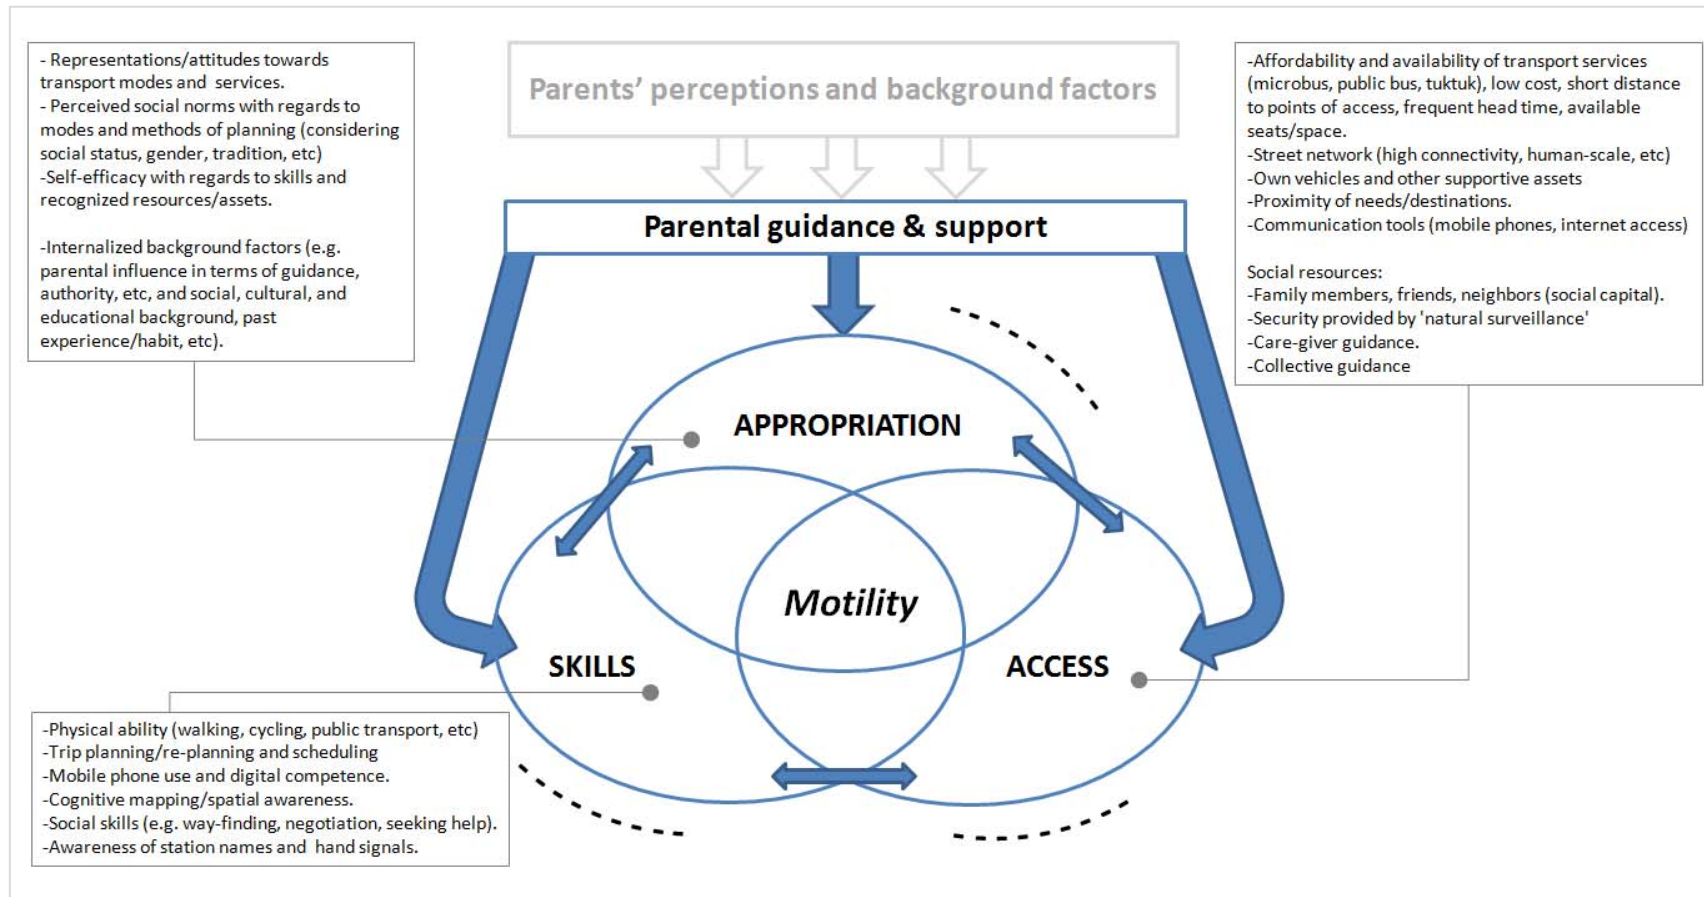 - Representations/attitudes towards
transport modes and services.
- Perceived social norms with regards to
modes and methods of planning (considering
social status, gender, tradition, etc)
-Self-efficacy with regards to skills and
recognized resources/assets.
-Internalized background factors (e.g.
parental influence in terms of guidance,
authority, etc, and social, cultural, and
educational background, past
experience/habit, etc).
Parents' perceptions and background factors
Parental guidance & support
-Affordability and availability of transport services
(microbus, public bus, tuktuk), low cost, short distance
to points of access, frequent head time, available
seats/space.
-Street network (high connectivity, human-scale, etc)
-Own vehicles and other supportive assets
-Proximity of needs/destinations.
-Communication tools (mobile phones, internet access)
Social resources:
-Family members, friends, neighbors (social capital).
-Security provided by 'natural surveillance'
-Care-giver guidance.
-Collective guidance
APPROPRIATION
Motility
SKILLS
ACCESS
-Physical ability (walking, cycling, public transport, etc)
-Trip planning/re-planning and scheduling
-Mobile phone use and digital competence.
-Cognitive mapping/spatial awareness.
-Social skills (e.g. way-finding, negotiation, seeking help).
-Awareness of station names and hand signals.